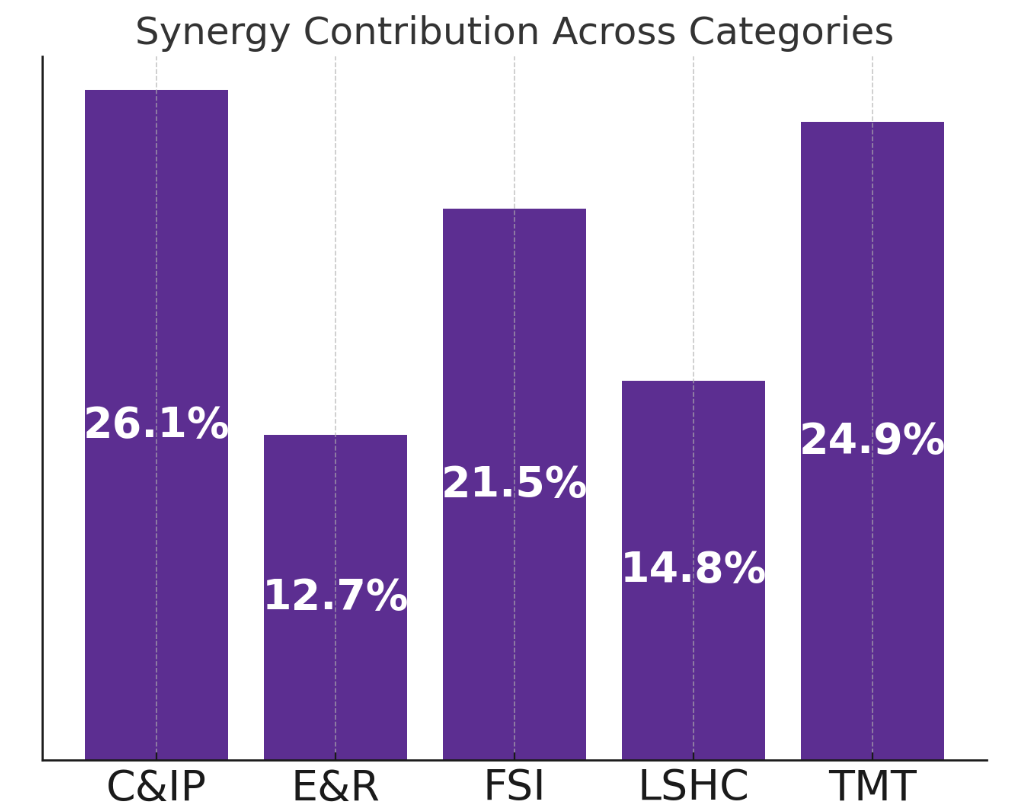 Synergy Contribution Across Categories
26.1%
12.7%
21.5%
14.8%
24.9%
C&IP
E&R
FSI
LSHC
TMT